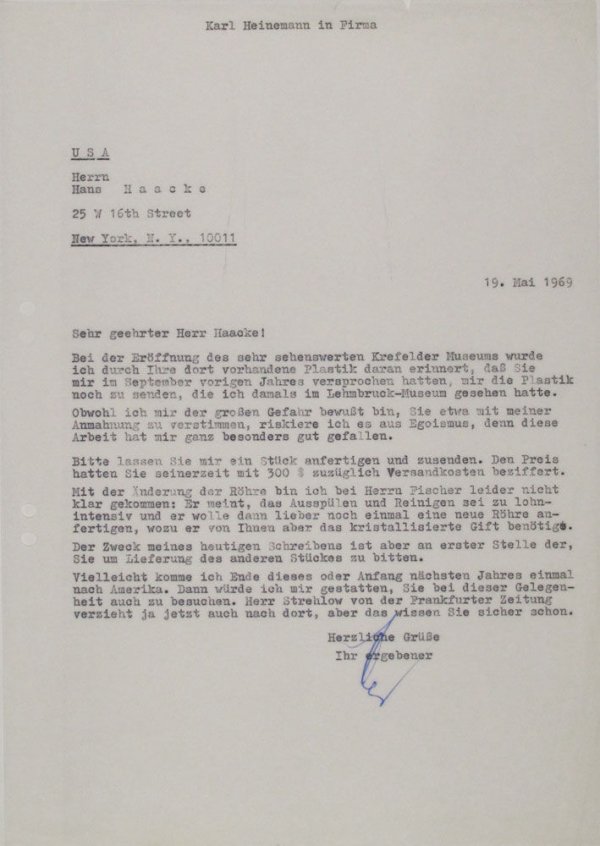 Karl Heinemann in Firma
U S A
Herrn
Hans H a a c k e
25 W 16th Street
New York, N. Y., 10011
19. Mai 1969
Sehr geehrter Herr Haacke!
Bei der Eröffnung des sehr sehenswerten Krefelder Museums wurde
ich durch Ihre dort vorhandene Plastik daran erinnert, daß Sie
mir im September vorigen Jahres versprochen hatten, mir die Plastik
noch zu senden, die ich damals im Lehmbruck-Museum gesehen hatte.
Obwohl ich mir der großen Gefahr bewußt bin, Sie etwa mit meiner
Anmahnung zu verstimmen, riskiere ich es aus Egoismus, denn diese
Arbeit hat mir ganz besonders gut gefallen.
Bitte lassen Sie mir ein Stück anfertigen und zusenden. Den Preis
hatten Sie seinerzeit mit 300 $ zuzüglich Versandkosten beziffert.
Mit der Änderung der Röhre bin ich bei Herrn Fischer leider nicht
klar gekommen: Er meint, das Ausspülen und Reinigen sei zu lohn-
intensiv und er wolle dann lieber noch einmal eine neue Röhre an-
fertigen, wozu er von Ihnen aber das kristallisierte Gift benötige.
Der Zweck meines heutigen Schreibens ist aber an erster Stelle der,
Sie um Lieferung des anderen Stückes zu bitten.
Vielleicht komme ich Ende dieses oder Anfang nächsten Jahres einmal
nach Amerika. Dann würde ich mir gestatten, Sie bei dieser Gelegen-
heit auch zu besuchen. Herr Strehlow von der Frankfurter Zeitung
verzieht ja jetzt auch nach dort, aber das wissen Sie sicher schon.
Herzliche Grüße
Ihr ergebener